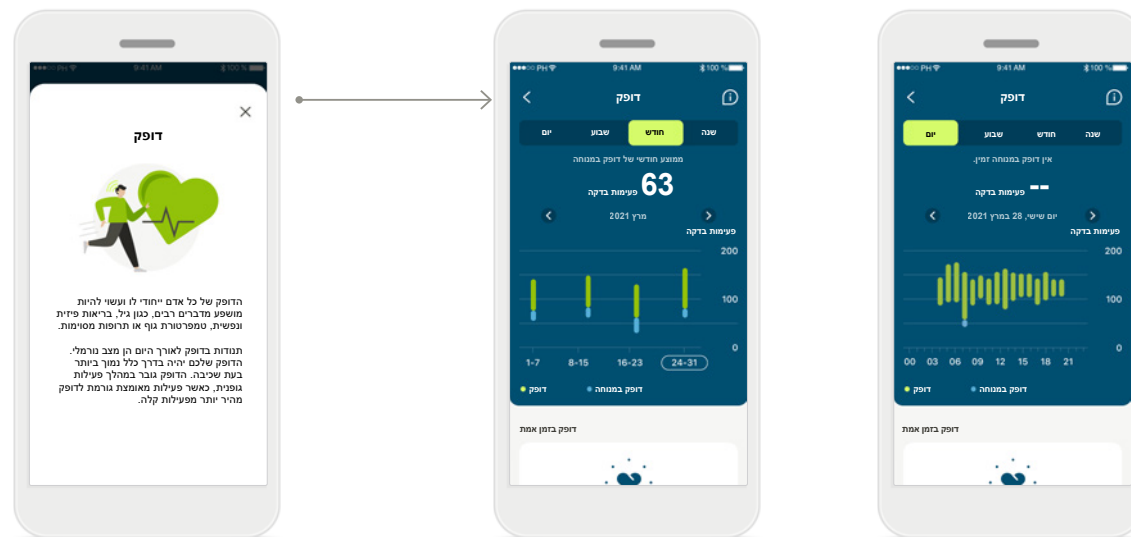 PH 9:41 AM 100 %
דופק
הדופק של כל אדם ייחודי לו ועשוי להיות
מושפע מדברים רבים, כגון גיל, בריאות פיזית
ונפשית, טמפרטורת גוף או תרופות מסוימות.
תנודות בדופק לאורך היום הן מצב נורמלי.
הדופק שלכם יהיה בדרך כלל נמוך ביותר
בעת שכיבה. הדופק גובר במהלך פעילות
גופנית, כאשר פעילות מאומצת גורמת לדופק
מהיר יותר מפעילות קלה.
PH 9:41 AM 100 %
דופק
יום שבוע חודש שנה
ממוצע חודשי של דופק במנוחה
63 פעימות בדקה
מרץ 2021
פעימות בדקה
200
100
0
1-7 8-15 16-23 24-31
דופק דופק במנוחה
דופק בזמן אמת
PH 9:41 AM 100 %
דופק
יום שבוע חודש שנה
אין דופק במנוחה זמין.
-- פעימות בדקה
יום שישי, 28 במרץ 2021
פעימות בדקה
200
100
0
00 03 06 09 12 15 18 21
דופק דופק במנוחה
דופק בזמן אמת